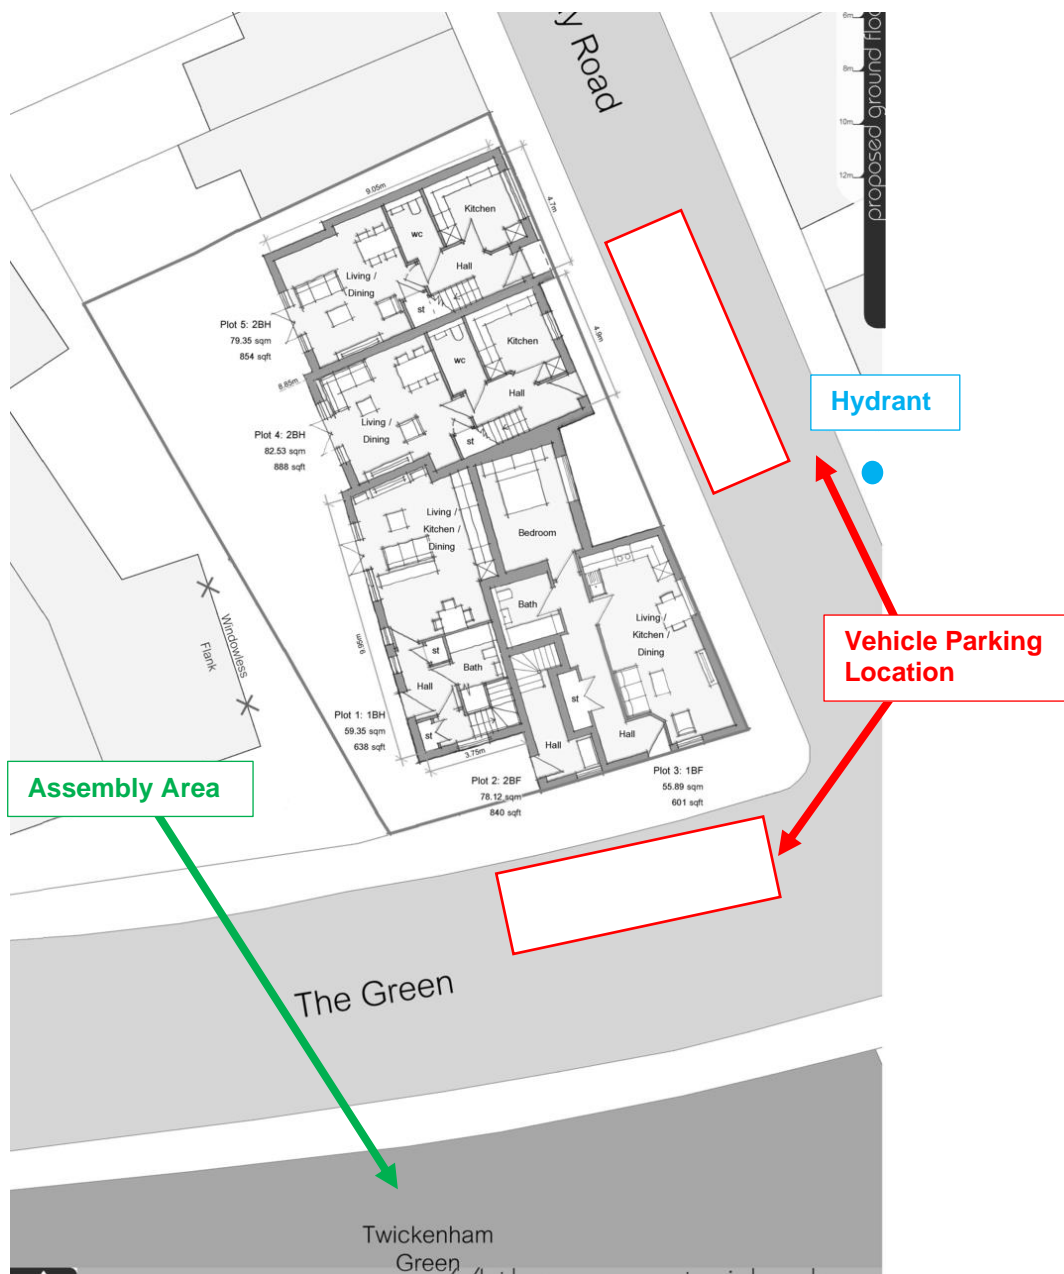 y Road
6m
8m
10m
12m
proposed ground floo
9.05m
4.7m
Kitchen
WC
Living /
Dining
Hall
st
Plot 5: 2BH
79.35 sqm
854 sqft
8.85m
4.9m
Kitchen
WC
Hall
Living /
Dining
st
Plot 4: 2BH
82.53 sqm
888 sqft
Hydrant
Living /
Kitchen /
Dining
Bedroom
Bath
Living /
Kitchen /
Dining
Windowless
Flank
9.85m
st
Bath
Hall
st
st
Plot 1: 1BH
59.35 sqm
638 sqft
3.75m
Hall
Hall
Vehicle Parking
Location
Plot 2: 2BF
78.12 sqm
840 sqft
Plot 3: 1BF
55.89 sqm
601 sqft
Assembly Area
The Green
Twickenham
Green